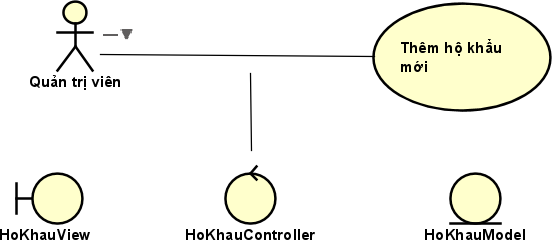 Thêm hộ khẩu
mới
Quản trị viên
HoKhauView
HoKhauController
HoKhauModel